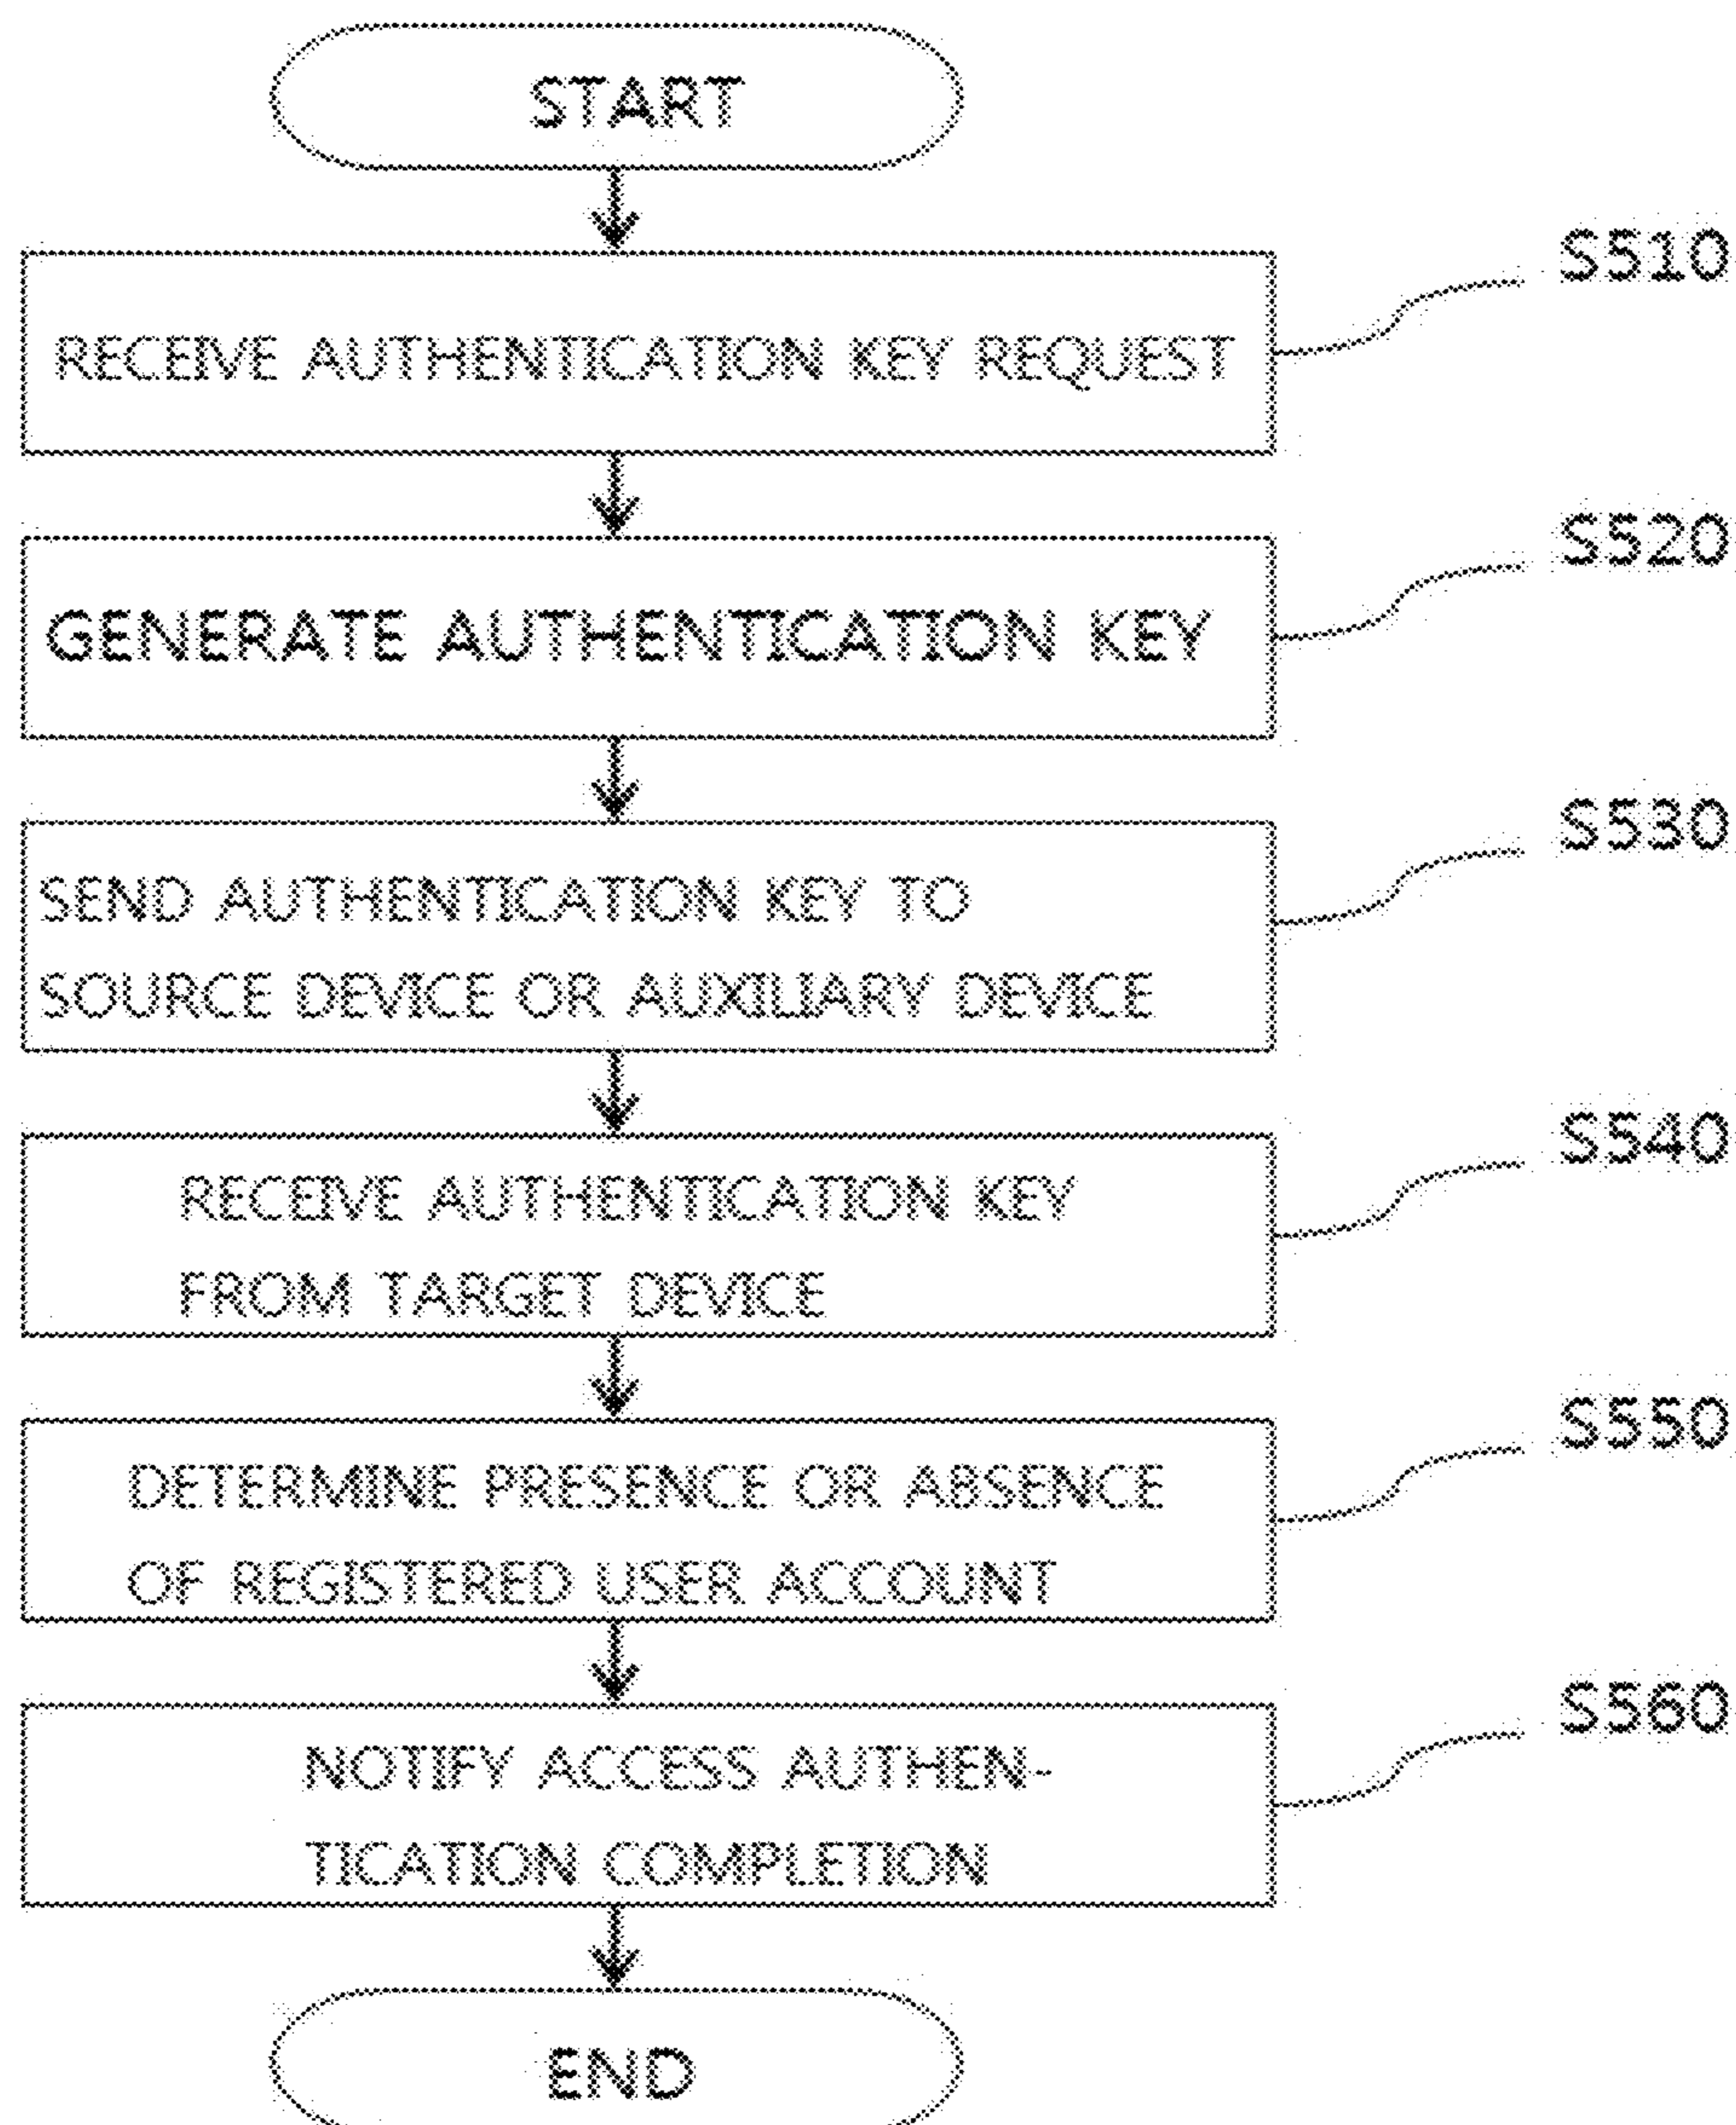 START
S510
RECEIVE AUTHENTICATION KEY REQUEST
S520
GENERATE AUTHENTICATION KEY
S530
SEND AUTHENTICATION KEY TO
SOURCE DEVICE OR AUXILIARY DEVICE
S540
RECEIVE AUTHENTICATION KEY
FROM TARGET DEVICE
S550
DETERMINE PRESENCE OR ABSENCE
OF REGISTERED USER ACCOUNT
S560
NOTIFY ACCESS AUTHEN-
TICATION COMPLETION
END